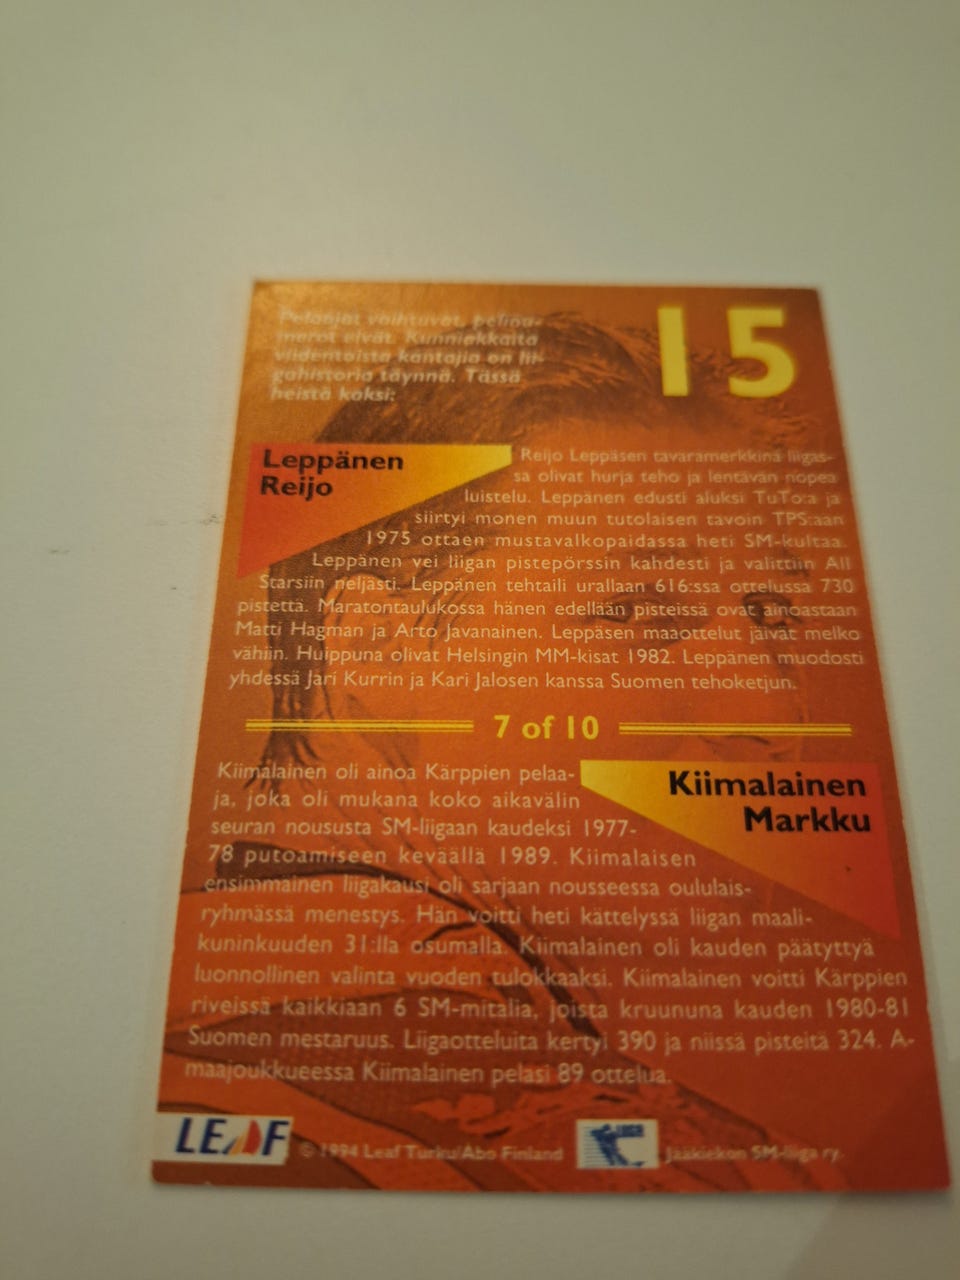 Pelaajat vaihtuvat, pelinu-
merot eivät. Kunniakkaita
viidentoista kantajia on lii-
gahistoria täynnä. Tässä
heistä kaksi:
15
Leppänen
Reijo
Reijo Leppäsen tavaramerkkinä liigas-
sa olivat hurja teho ja lentävän nopea
luistelu. Leppänen edusti aluksi TuTo:a ja
siirtyi monen muun tutolaisen tavoin TPS:aan
1975 ottaen mustavalkopaidassa heti SM-kultaa.
Leppänen vei liigan pistepörssin kahdesti ja valittiin All
Starsiin neljästi. Leppänen tehtaili urallaan 616:ssa ottelussa 730
pistettä. Maratontaulukossa hänen edellään pisteissä ovat ainoastaan
Matti Hagman ja Arto Javanainen. Leppäsen maaottelut jäivät melko
vähiin. Huippuna olivat Helsingin MM-kisat 1982. Leppänen muodosti
yhdessä Jari Kurrin ja Kari Jalosen kanssa Suomen tehoketjun.
7 of 10
Kiimalainen
Markku
Kiimalainen oli ainoa Kärppien pelaa-
ja, joka oli mukana koko aikavälin
seuran noususta SM-liigaan kaudeksi 1977-
78 putoamiseen keväällä 1989. Kiimalaisen
ensimmäinen liigakausi oli sarjaan nousseessa oululais-
ryhmässä menestys. Hän voitti heti kättelyssä liigan maali-
kuninkuuden 31:llä osumalla. Kiimalainen oli kauden päätyttyä
luonnollinen valinta vuoden tulokkaaksi. Kiimalainen voitti Kärppien
riveissä kaikkiaan 6 SM-mitalia, joista kruununa kauden 1980-81
Suomen mestaruus. Liigaotteluita kertyi 390 ja niissä pisteitä 324. A-
maajoukkueessa Kiimalainen pelasi 89 ottelua.
LEAF
© 1994 Leaf Turku/Åbo Finland
LIIGA
Jääkiekon SM-liiga ry.